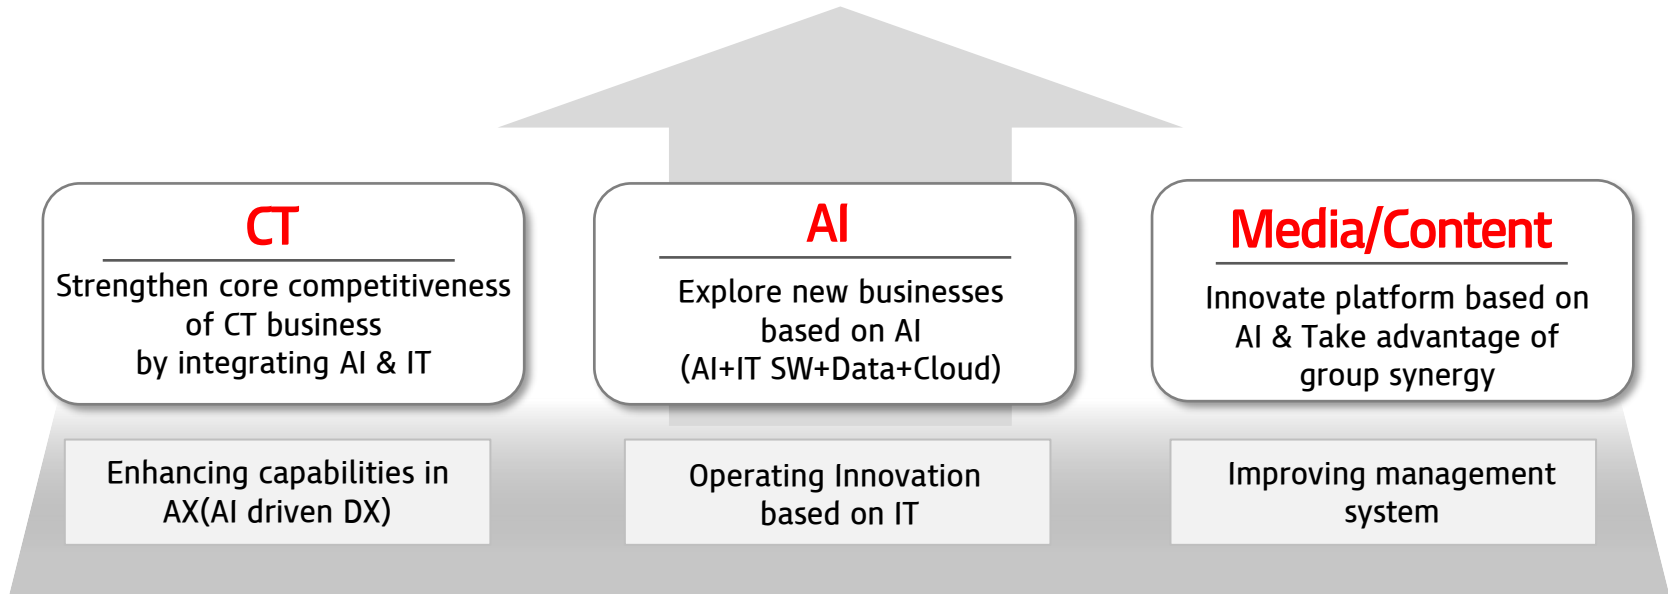 CT
Strengthen core competitiveness
of CT business
by integrating AI & IT
AI
Explore new businesses
based on AI
(AI+IT SW+Data+Cloud)
Media/Content
Innovate platform based on
AI & Take advantage of
group synergy
Enhancing capabilities in
AX(AI driven DX)
Operating Innovation
based on IT
Improving management
system